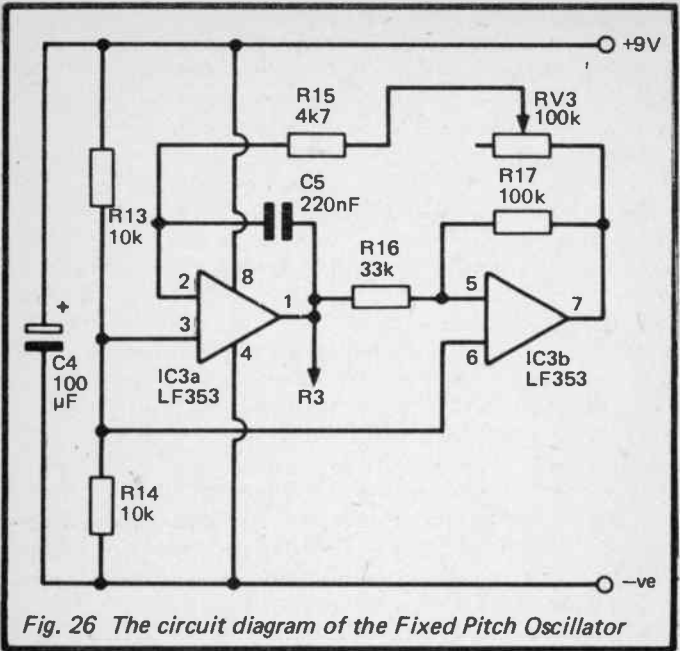 +9V
R15
4k7
RV3
100k
C5
220nF
R17
100k
R13
10k
R16
33k
2
8
1
3
4
5
7
6
+
C4
100
µF
IC3a
LF353
R3
IC3b
LF353
R14
10k
−ve
Fig. 26 The circuit diagram of the Fixed Pitch Oscillator